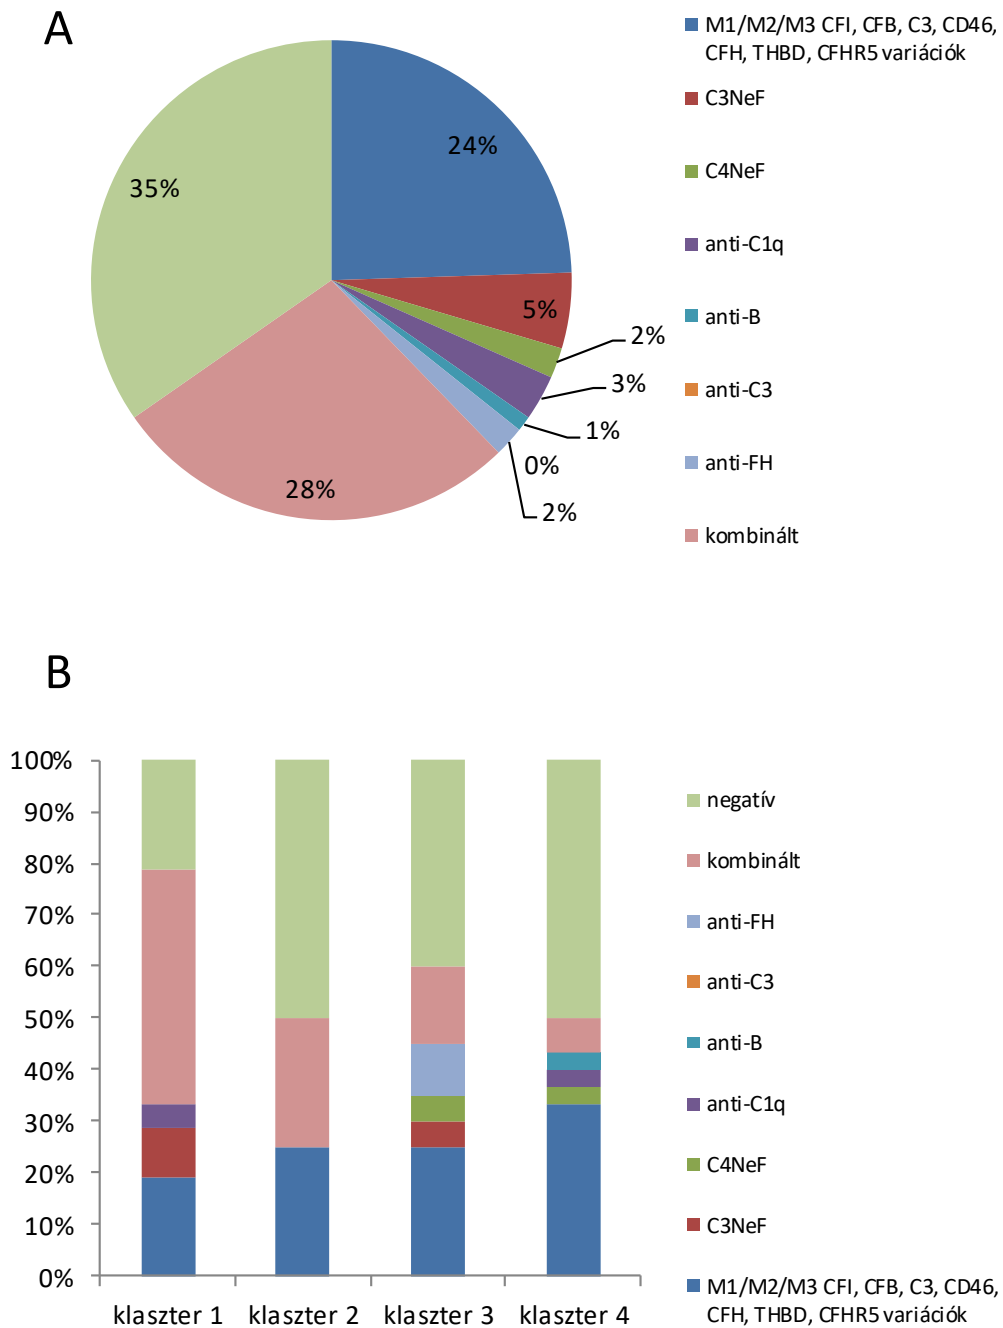 A
M1/M2/M3 CFI, CFB, C3, CD46,
CFH, THBD, CFHR5 variációk
C3NeF
C4NeF
anti-C1q
anti-B
anti-C3
anti-FH
kombinált
24%
35%
5%
2%
3%
1%
0%
2%
28%
B
100%
90%
80%
70%
60%
50%
40%
30%
20%
10%
0%
klaszter 1 klaszter 2 klaszter 3 klaszter 4
negatív
kombinált
anti-FH
anti-C3
anti-B
anti-C1q
C4NeF
C3NeF
M1/M2/M3 CFI, CFB, C3, CD46,
CFH, THBD, CFHR5 variációk